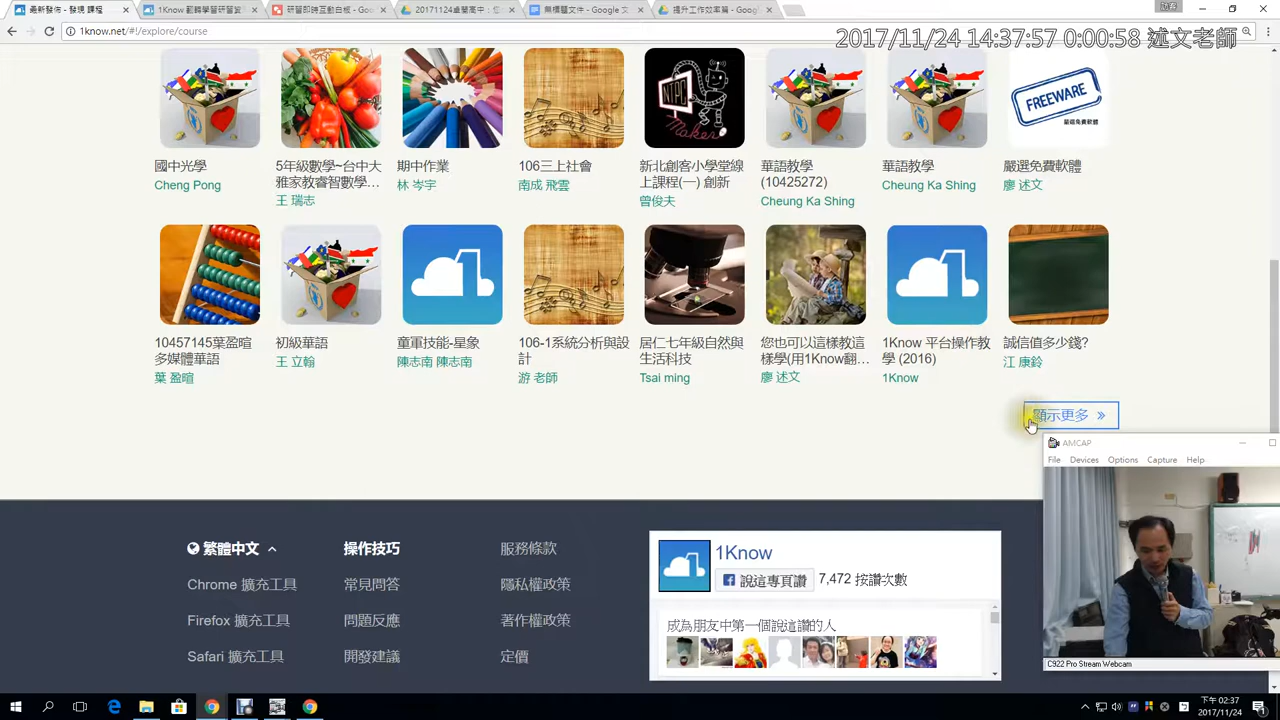 最新發佈 - 發現 課程
1Know 範轉學習研習資
研習即時互動白板 - Goo
20171124卓蘭高中：您
無標題文件 - Google 文
提升工作效率篇 - Googl
訪客
1know.net/#!/explore/course
2017/11/24 14:37:57 0:00:58 述文老師
NTPC
Maker
FREEWARE
嚴選免費軟體
國中光學
Cheng Pong
5年級數學~台中大
雅家教睿智數學…
王 瑞志
期中作業
林 岑宇
106三上社會
南成 飛雲
新北創客小學堂線
上課程(一) 創新
曾俊夫
華語教學
(10425272)
Cheung Ka Shing
華語教學
Cheung Ka Shing
嚴選免費軟體
廖 述文
10457145葉盈暄
多媒體華語
葉 盈暄
初級華語
王 立翰
童軍技能-星象
陳志南 陳志南
106-1系統分析與設
計
游 老師
居仁七年級自然與
生活科技
Tsai ming
您也可以這樣教這
樣學(用1Know翻…
廖 述文
1Know 平台操作教
學 (2016)
1Know
誠信值多少錢?
江 康鈴
顯示更多 »
AMCAP
File Devices Options Capture Help
C922 Pro Stream Webcam
繁體中文
Chrome 擴充工具
Firefox 擴充工具
Safari 擴充工具
操作技巧
常見問答
問題反應
開發建議
服務條款
隱私權政策
著作權政策
定價
1Know
說這專頁讚 7,472 按讚次數
成為朋友中第一個說這讚的人
下午 02:37
2017/11/24